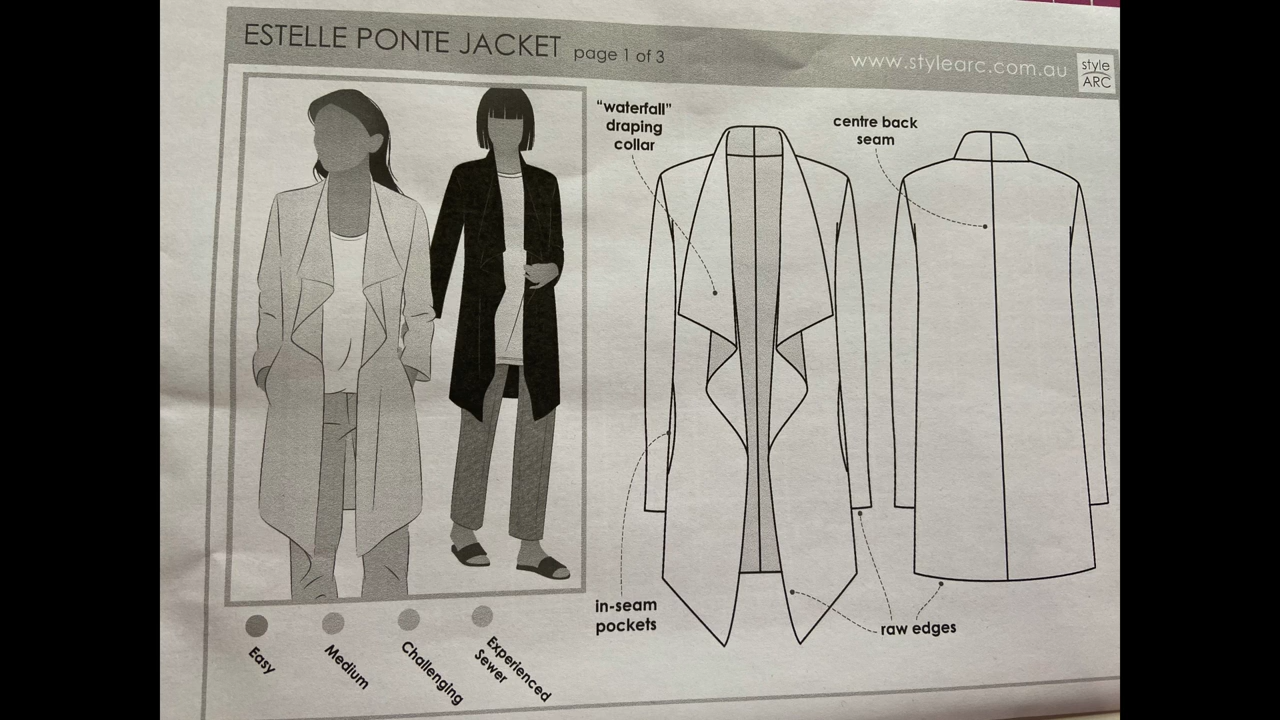 ESTELLE PONTE JACKET page 1 of 3
www.stylearc.com.au
style
ARC
"waterfall"
draping
collar
centre back
seam
in-seam
pockets
raw edges
Easy
Medium
Challenging
Experienced
Sewer